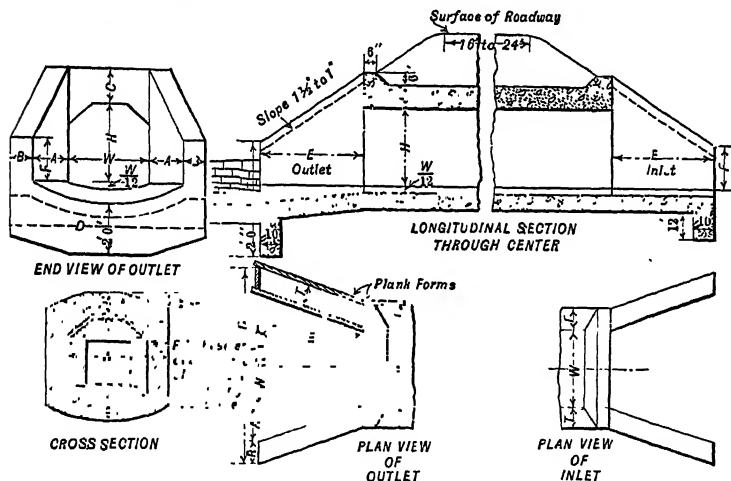 Surface of Roadway
16' to 24'
8"
6"
Slope 1½" to 1"
C
H
B
A
W
A
f
W/12
D
2'0"
END VIEW OF OUTLET
E
Outlet
H
W/12
E
Inlet
f
2'0"
10"
12"
10"
LONGITUDINAL SECTION
THROUGH CENTER
Plank Forms
T
W
CROSS SECTION
PLAN VIEW
OF
OUTLET
T
W
T
PLAN VIEW
OF
INLET